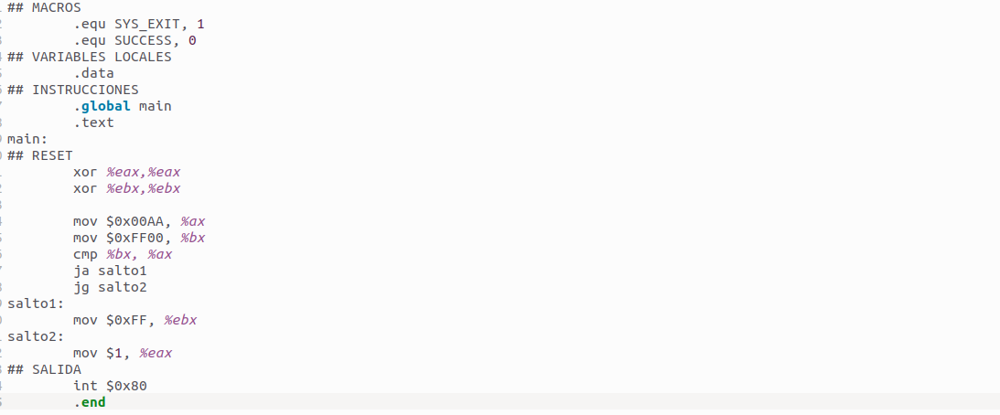 ## MACROS
.equ SYS_EXIT, 1
.equ SUCCESS, 0
## VARIABLES LOCALES
.data
## INSTRUCCIONES
.global main
.text
main:
## RESET
xor %eax,%eax
xor %ebx,%ebx
mov $0x00AA, %ax
mov $0xFF00, %bx
cmp %bx, %ax
ja salto1
jg salto2
salto1:
mov $0xFF, %ebx
salto2:
mov $1, %eax
## SALIDA
int $0x80
.end